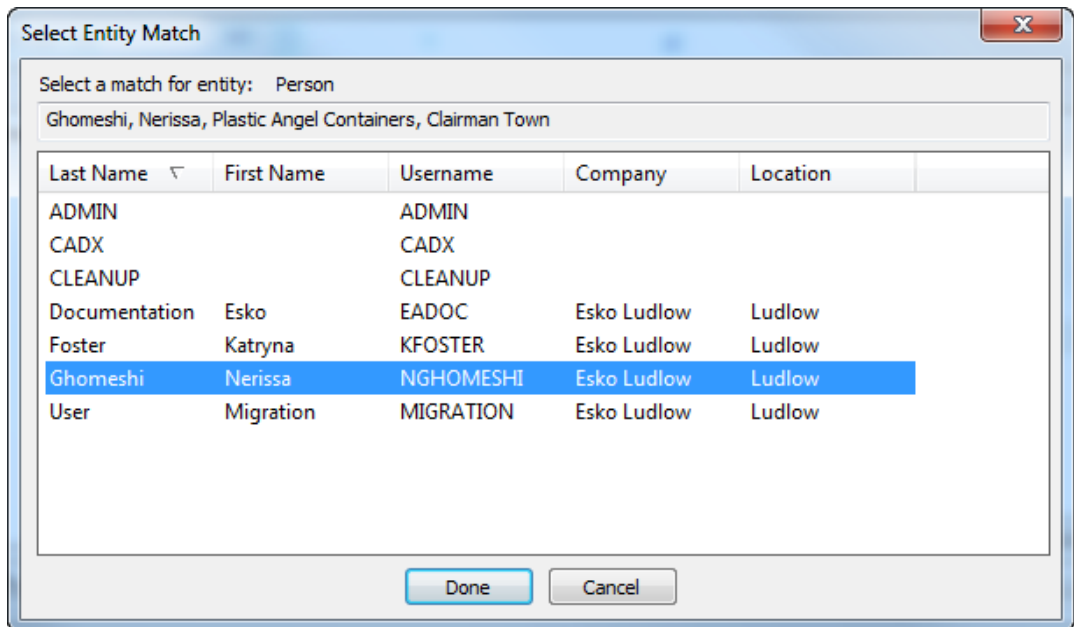 Select Entity Match
Select a match for entity: Person
Ghomeshi, Nerissa, Plastic Angel Containers, Clairman Town
Last Name First Name Username Company Location
ADMIN ADMIN
CADX CADX
CLEANUP CLEANUP
Documentation Esko EADOC Esko Ludlow Ludlow
Foster Katryna KFOSTER Esko Ludlow Ludlow
Ghomeshi Nerissa NGHOMESHI Esko Ludlow Ludlow
User Migration MIGRATION Esko Ludlow Ludlow
Done Cancel